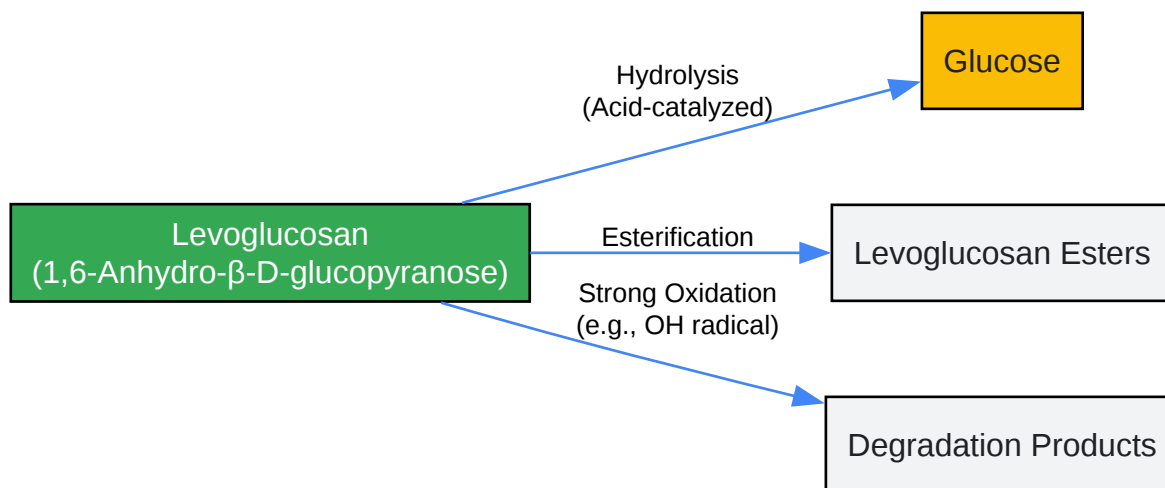 Glucose
Hydrolysis
(Acid-catalyzed)
Levoglucosan
(1,6-Anhydro-β-D-glucopyranose)
Esterification
Levoglucosan Esters
Strong Oxidation
(e.g., OH radical)
Degradation Products